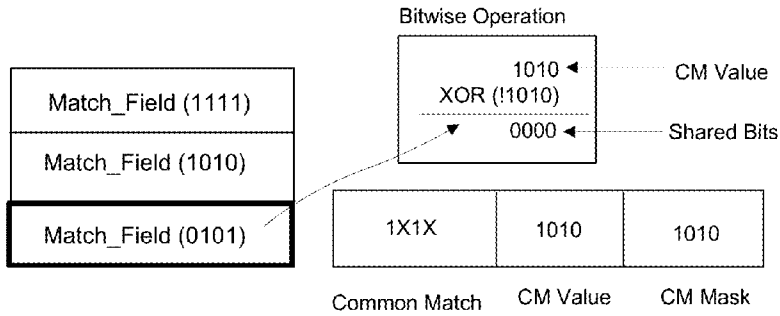 Bitwise Operation
1010
CM Value
XOR (!1010)
0000
Shared Bits
Match_Field (1111)
Match_Field (1010)
Match_Field (0101)
1X1X
1010
1010
Common Match
CM Value
CM Mask